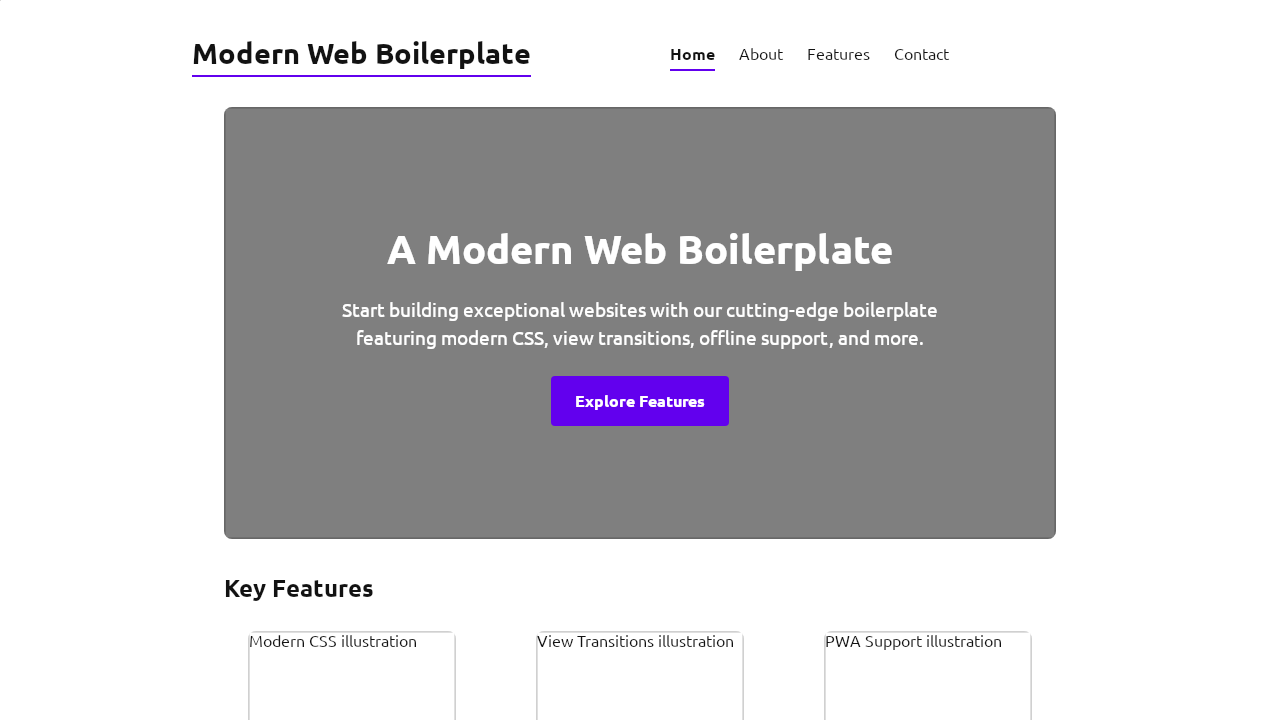 Modern Web Boilerplate
Home About Features Contact
A Modern Web Boilerplate
Start building exceptional websites with our cutting-edge boilerplate
featuring modern CSS, view transitions, offline support, and more.
Explore Features
Key Features
Modern CSS illustration
View Transitions illustration
PWA Support illustration